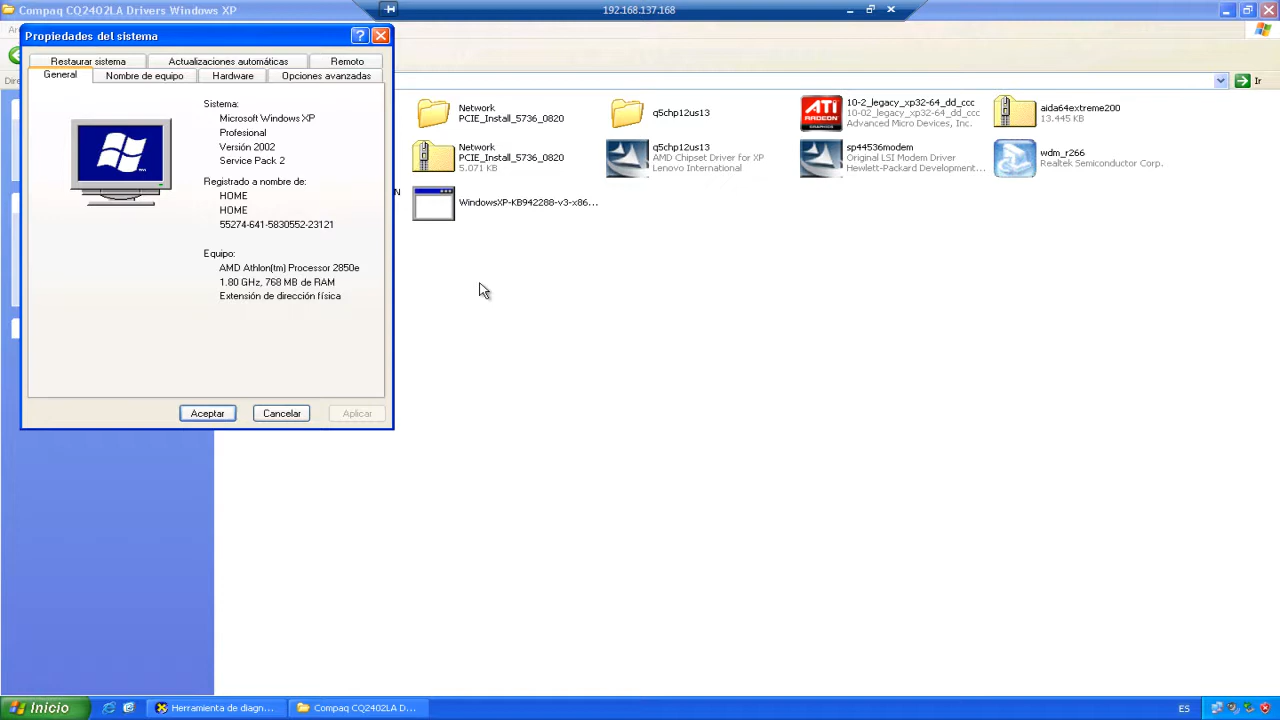 Compaq CQ2402LA Drivers Windows XP
192.168.137.168
Propiedades del sistema
Restaurar sistema
Actualizaciones automáticas
Remoto
General
Nombre de equipo
Hardware
Opciones avanzadas
Ir
Sistema:
Microsoft Windows XP
Profesional
Versión 2002
Service Pack 2
Registrado a nombre de:
HOME
HOME
55274-641-5830552-23121
Equipo:
AMD Athlon(tm) Processor 2850e
1.80 GHz, 768 MB de RAM
Extensión de dirección física
Aceptar
Cancelar
Aplicar
Network
PCIE_Install_5736_0820
q5chp12us13
10-2_legacy_xp32-64_dd_ccc
10-02_legacy_xp32-64_dd_ccc
Advanced Micro Devices, Inc.
aida64extreme200
13.445 KB
Network
PCIE_Install_5736_0820
5.071 KB
q5chp12us13
AMD Chipset Driver for XP
Lenovo International
sp44536modem
Original LSI Modem Driver
Hewlett-Packard Developmen...
wdm_r266
Realtek Semiconductor Corp.
WindowsXP-KB942288-v3-x86...
Inicio
Herramienta de diagn...
Compaq CQ2402LA D...
ES